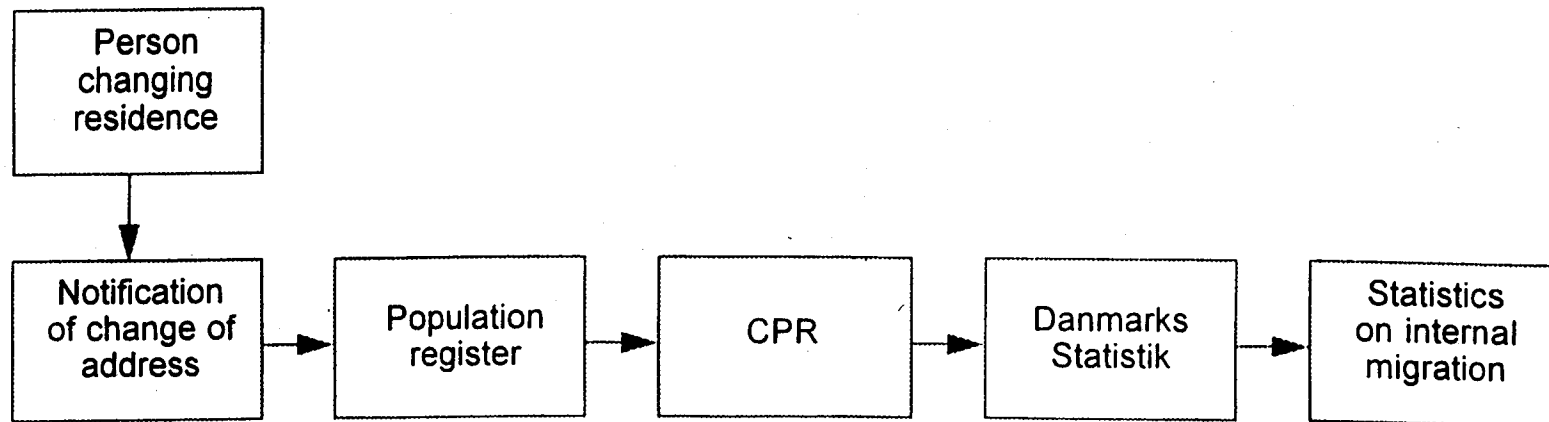 Person
changing
residence
Notification
of change of
address
Population
register
CPR
Danmarks
Statistik
Statistics
on internal
migration